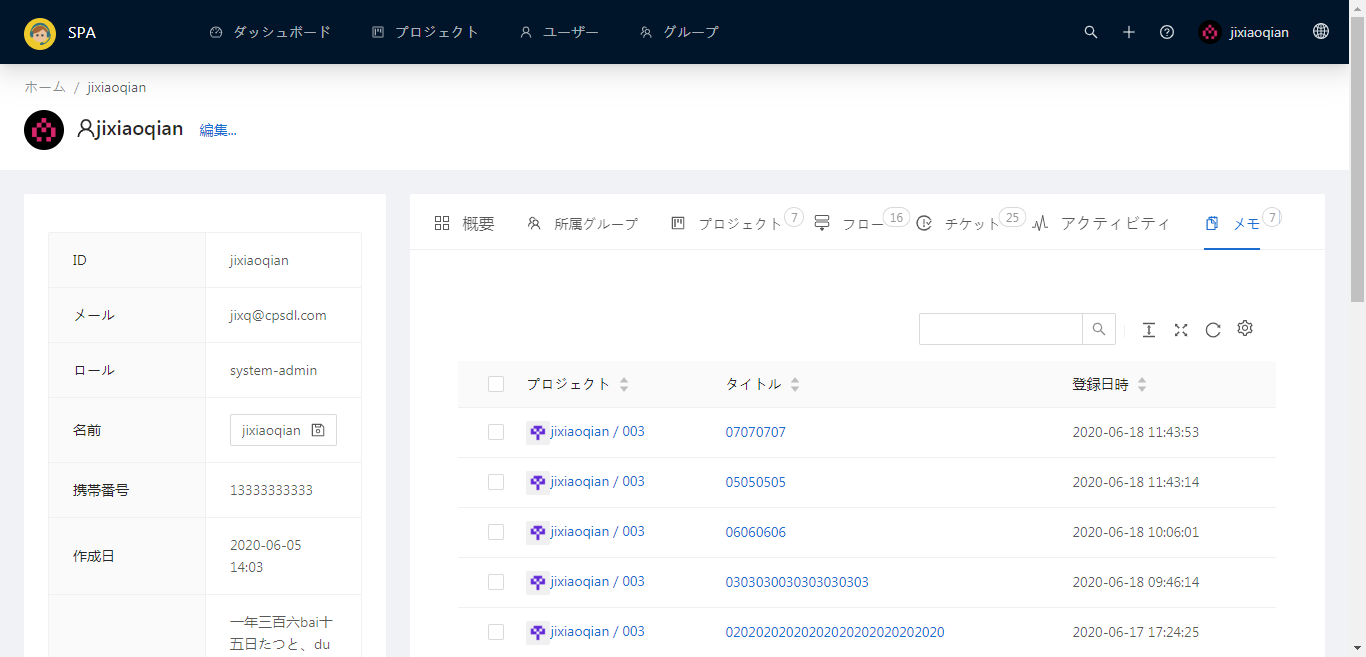 SPA ダッシュボード プロジェクト ユーザー グループ jixiaoqian
ホーム / jixiaoqian
jixiaoqian 編集...
概要 所属グループ プロジェクト 7 フロー 16 チケット 25 アクティビティ メモ 7
ID jixiaoqian
メール jixq@cpsdl.com
ロール system-admin
名前 jixiaoqian
携帯番号 13333333333
作成日 2020-06-05
14:03
一年三百六bai十
五日たつと、du
プロジェクト タイトル 登録日時
jixiaoqian / 003 07070707 2020-06-18 11:43:53
jixiaoqian / 003 05050505 2020-06-18 11:43:14
jixiaoqian / 003 06060606 2020-06-18 10:06:01
jixiaoqian / 003 0303030030303030303 2020-06-18 09:46:14
jixiaoqian / 003 2020-06-17 17:24:25